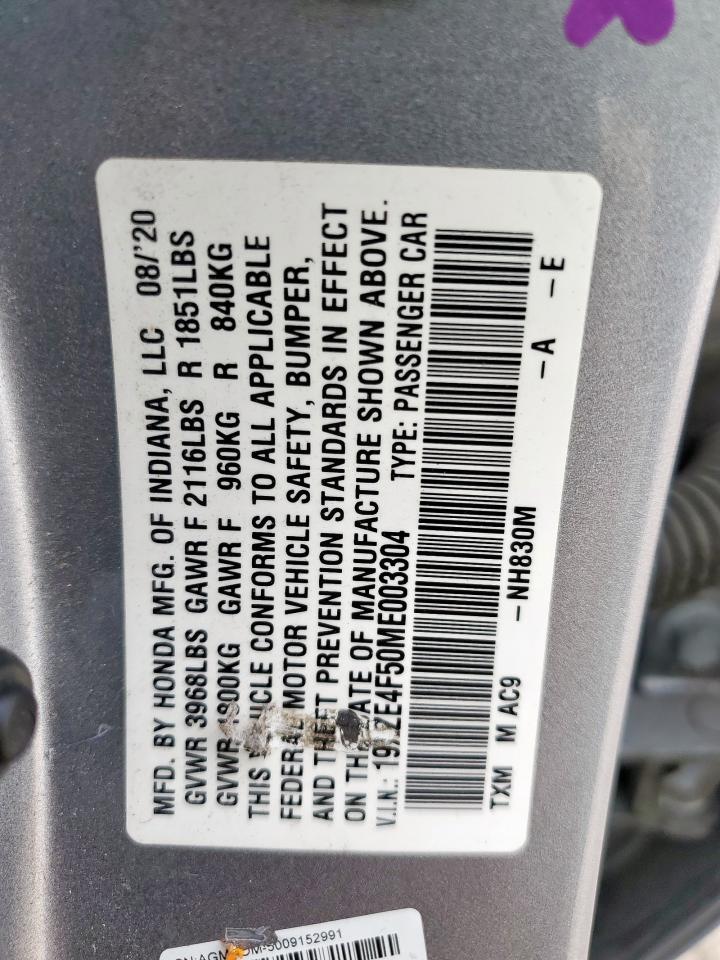 MFD. BY HONDA MFG. OF INDIANA, LLC 08/'20
GVWR 3968LBS GAWR F 2116LBS R 1851LBS
GVWR 1800KG GAWR F 960KG R 840KG
THIS VEHICLE CONFORMS TO ALL APPLICABLE
FEDERAL MOTOR VEHICLE SAFETY, BUMPER,
AND THEFT PREVENTION STANDARDS IN EFFECT
ON THE DATE OF MANUFACTURE SHOWN ABOVE.
V.I.N.: 19XZE4F50ME003304 TYPE: PASSENGER CAR
TXM M AC9 -NH830M -A -E
5009152991